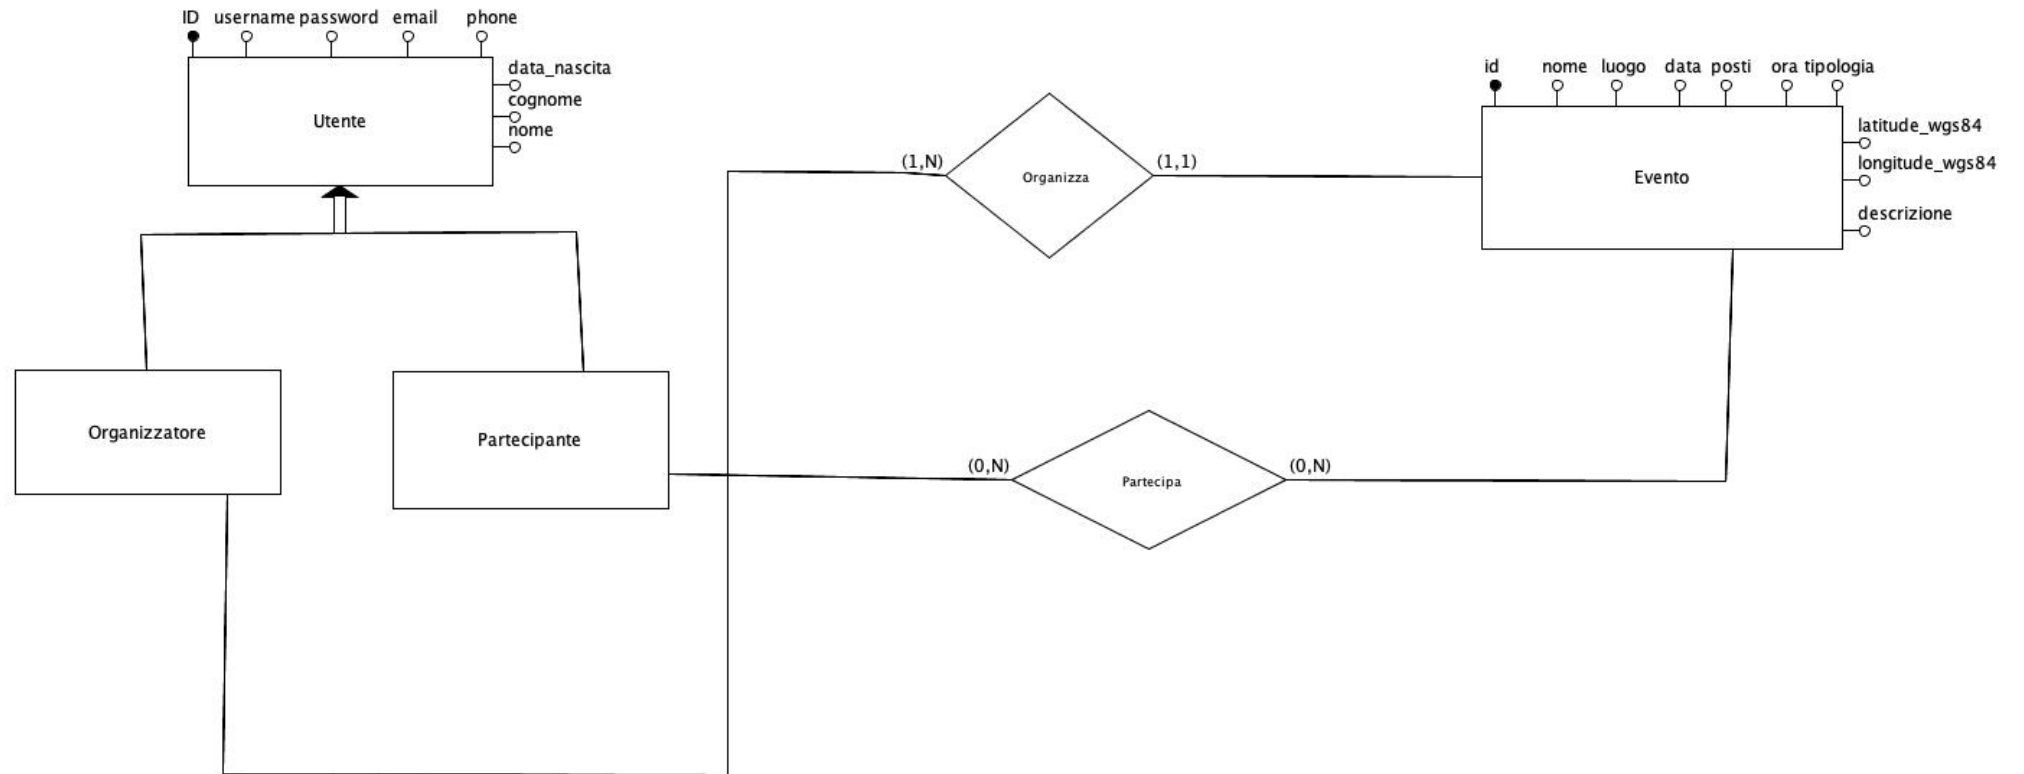 ID username password email phone
data_nascita
cognome
nome
Utente
id nome luogo data posti ora tipologia
latitude_wgs84
longitude_wgs84
descrizione
Evento
(1,N) Organizza (1,1)
Organizzatore
Partecipante
(0,N) Partecipa (0,N)